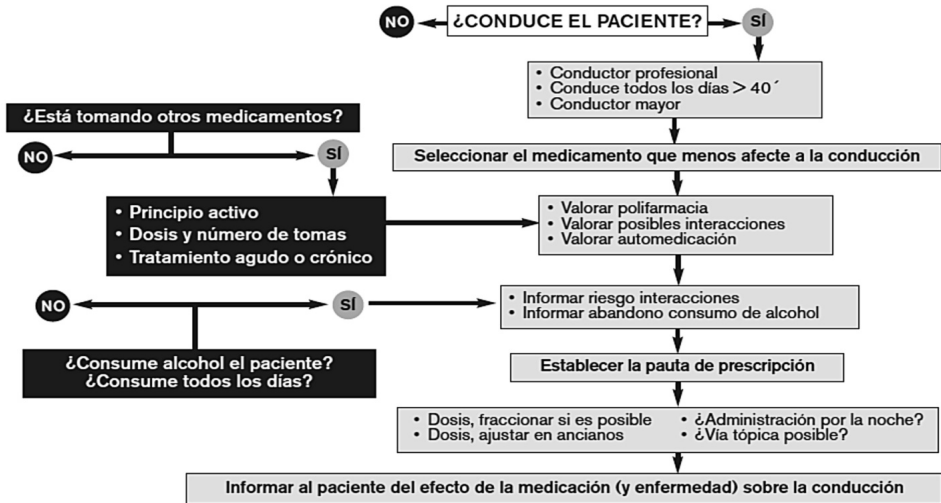 NO
¿CONDUCE EL PACIENTE?
SÍ
• Conductor profesional
• Conduce todos los días > 40´
• Conductor mayor
¿Está tomando otros medicamentos?
NO
SÍ
Seleccionar el medicamento que menos afecte a la conducción
• Principio activo
• Dosis y número de tomas
• Tratamiento agudo o crónico
• Valorar polifarmacia
• Valorar posibles interacciones
• Valorar automedicación
NO
SÍ
• Informar riesgo interacciones
• Informar abandono consumo de alcohol
¿Consume alcohol el paciente?
¿Consume todos los días?
Establecer la pauta de prescripción
• Dosis, fraccionar si es posible
• Dosis, ajustar en ancianos
• ¿Administración por la noche?
• ¿Vía tópica posible?
Informar al paciente del efecto de la medicación (y enfermedad) sobre la conducción